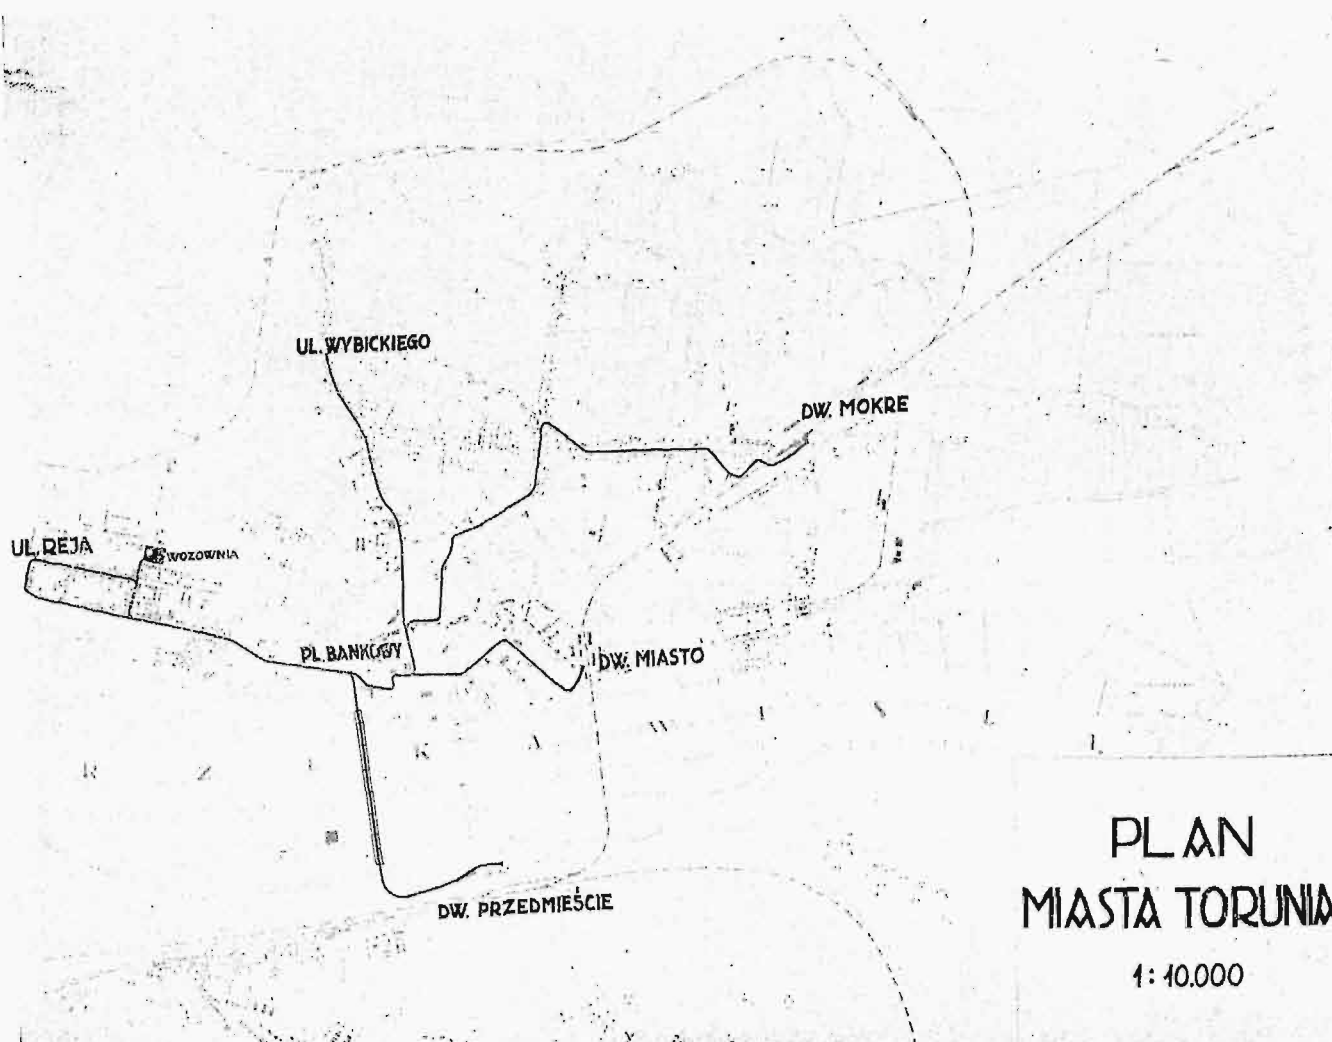 UL. WYBICKIEGO
DW. MOKRE
UL. REJA
WOZOWNIA
PL. BANKOWY
DW. MIASTO
DW. PRZEDMIEŚCIE
PLAN
MIASTA TORUNIA
1:10.000